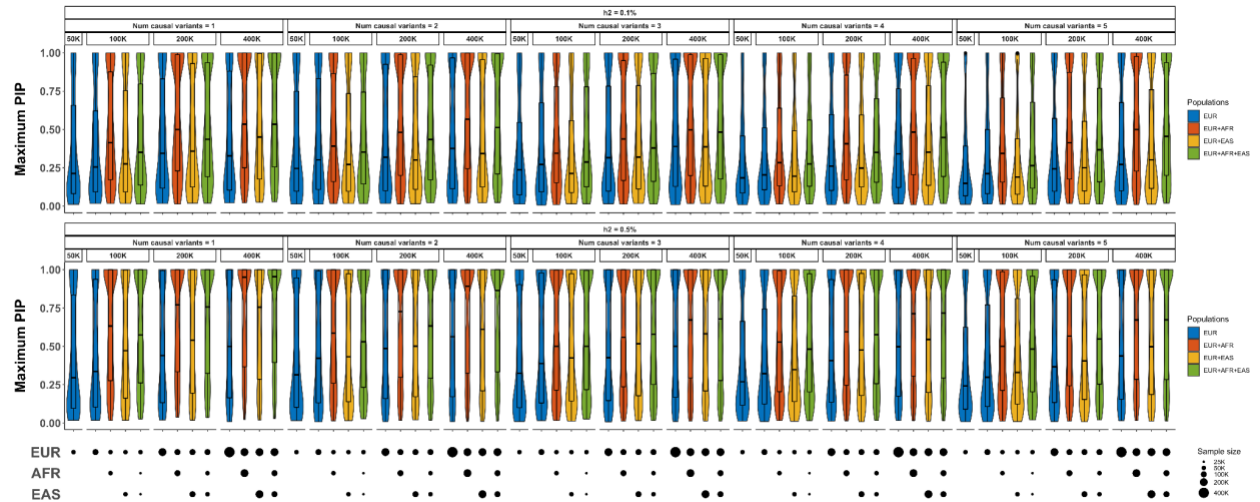 h2 = 0.1%
Num causal variants = 1 Num causal variants = 2 Num causal variants = 3 Num causal variants = 4 Num causal variants = 5
50K 100K 200K 400K 50K 100K 200K 400K 50K 100K 200K 400K 50K 100K 200K 400K 50K 100K 200K 400K
Maximum PIP
1.00
0.75
0.50
0.25
0.00
Populations
EUR
EUR+AFR
EUR+EAS
EUR+AFR+EAS
h2 = 0.5%
Num causal variants = 1 Num causal variants = 2 Num causal variants = 3 Num causal variants = 4 Num causal variants = 5
50K 100K 200K 400K 50K 100K 200K 400K 50K 100K 200K 400K 50K 100K 200K 400K 50K 100K 200K 400K
Maximum PIP
1.00
0.75
0.50
0.25
0.00
Populations
EUR
EUR+AFR
EUR+EAS
EUR+AFR+EAS
EUR
AFR
EAS
Sample size
25K
50K
100K
200K
400K